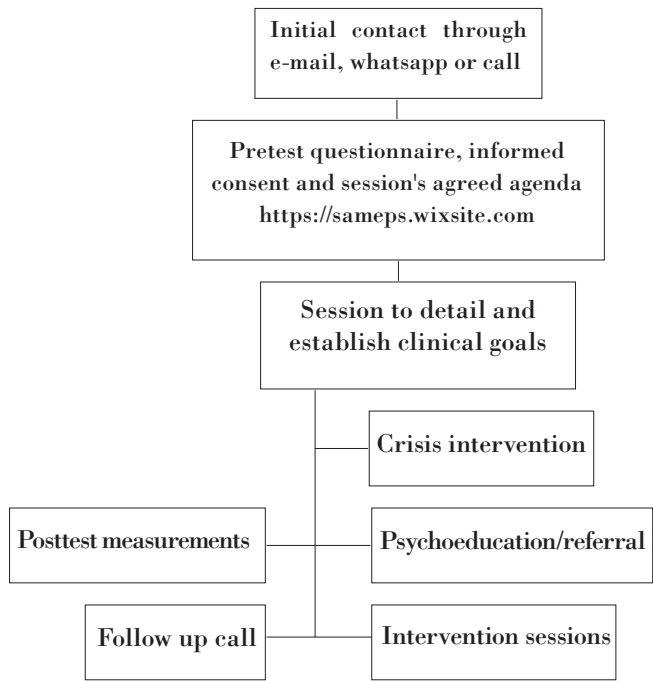 Initial contact through
e-mail, whatsapp or call
Pretest questionnaire, informed
consent and session's agreed agenda
https://sameps.wixsite.com
Session to detail and
establish clinical goals
Crisis intervention
Posttest measurements
Psychoeducation/referral
Follow up call
Intervention sessions